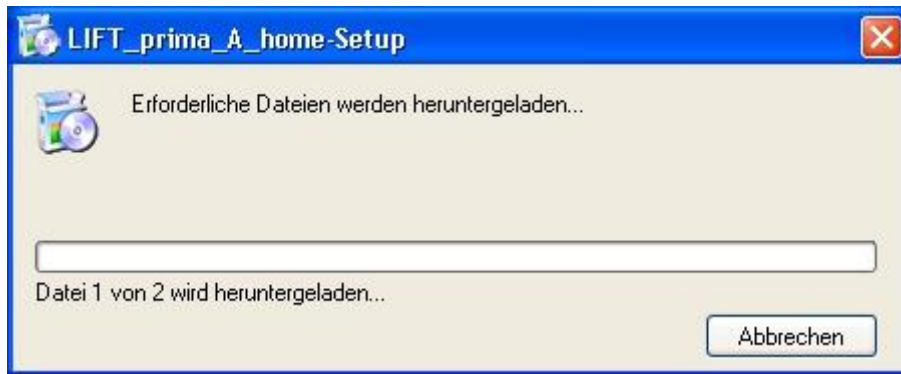 LIFT_prima_A_home-Setup
Erforderliche Dateien werden heruntergeladen...
Datei 1 von 2 wird heruntergeladen...
Abbrechen